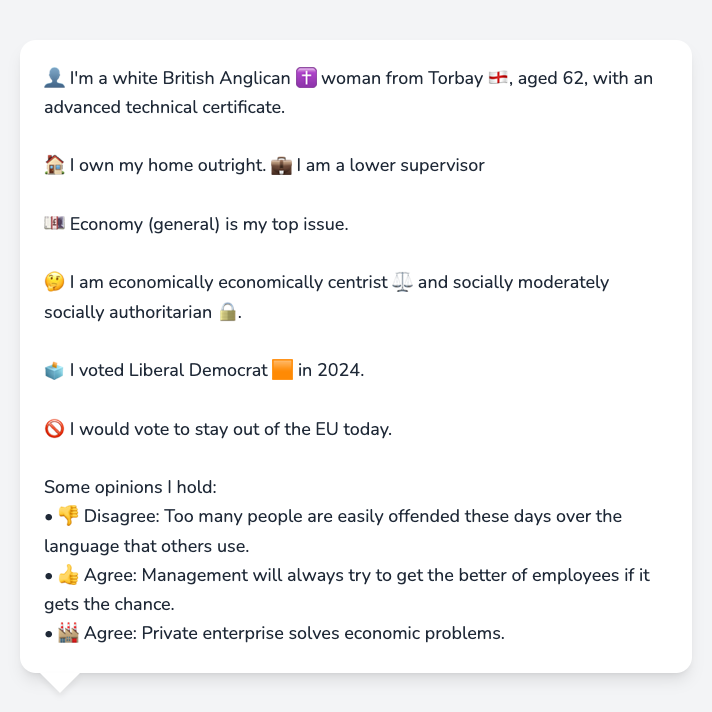 👤 I'm a white British Anglican ✝️ woman from Torbay 🏴󠁧󠁢󠁥󠁮󠁧󠁿, aged 62, with an
advanced technical certificate.
🏠 I own my home outright. 💼 I am a lower supervisor
💷 Economy (general) is my top issue.
🤔 I am economically economically centrist ⚖️ and socially moderately
socially authoritarian 🔒.
🗳️ I voted Liberal Democrat 🟧 in 2024.
🚫 I would vote to stay out of the EU today.
Some opinions I hold:
• 👎 Disagree: Too many people are easily offended these days over the
language that others use.
• 👍 Agree: Management will always try to get the better of employees if it
gets the chance.
• 🏭 Agree: Private enterprise solves economic problems.